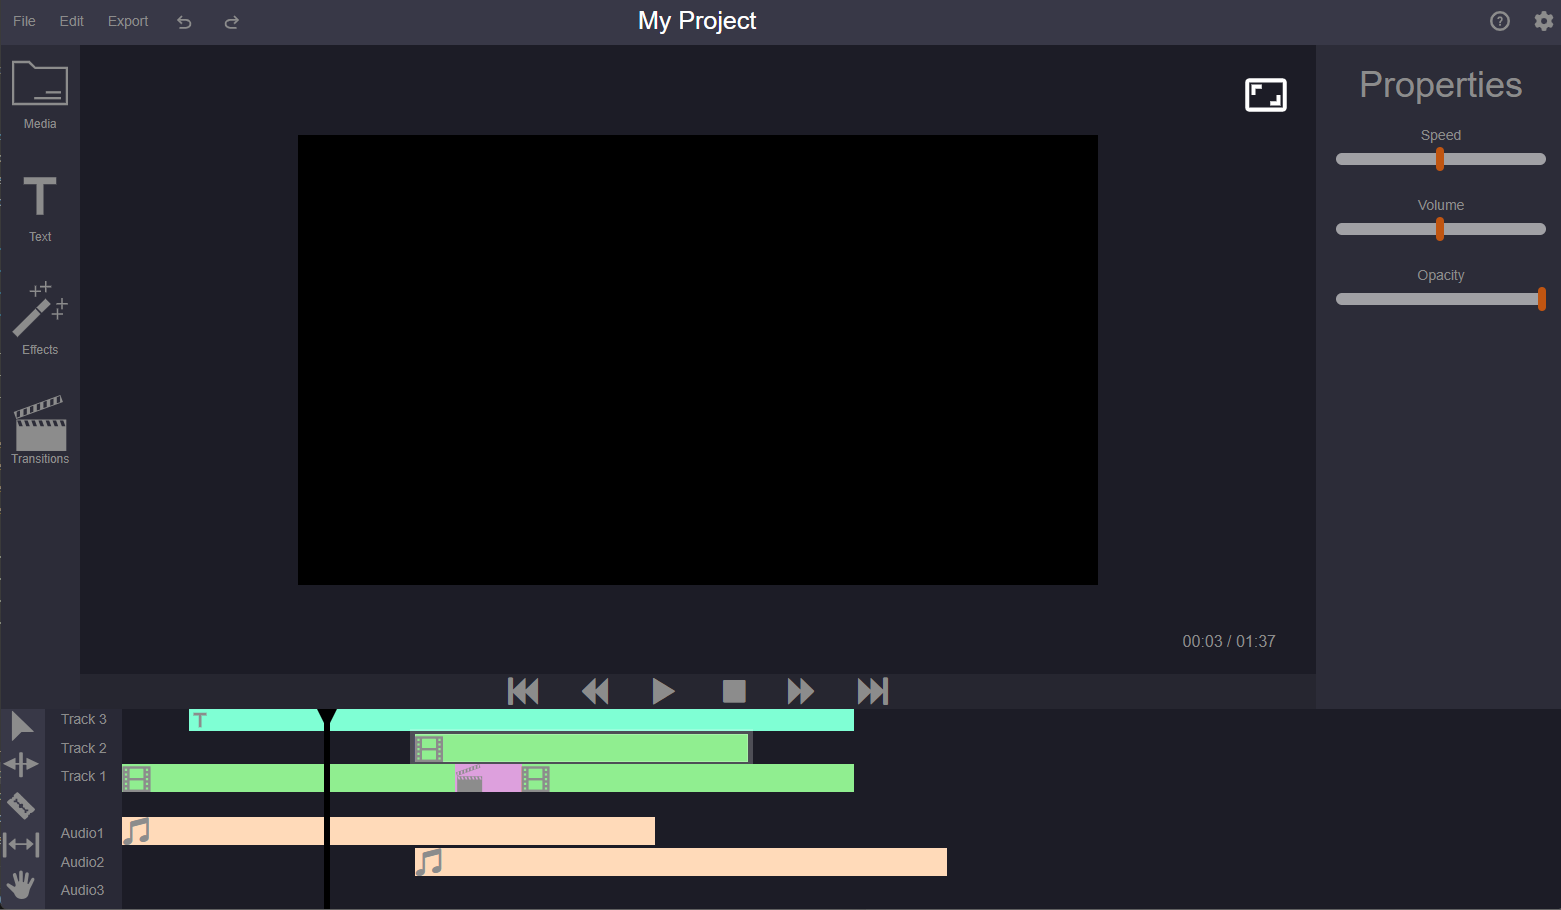 File Edit Export My Project
Media
Text
Effects
Transitions
Properties
Speed
Volume
Opacity
00:03 / 01:37
Track 3
Track 2
Track 1
Audio1
Audio2
Audio3